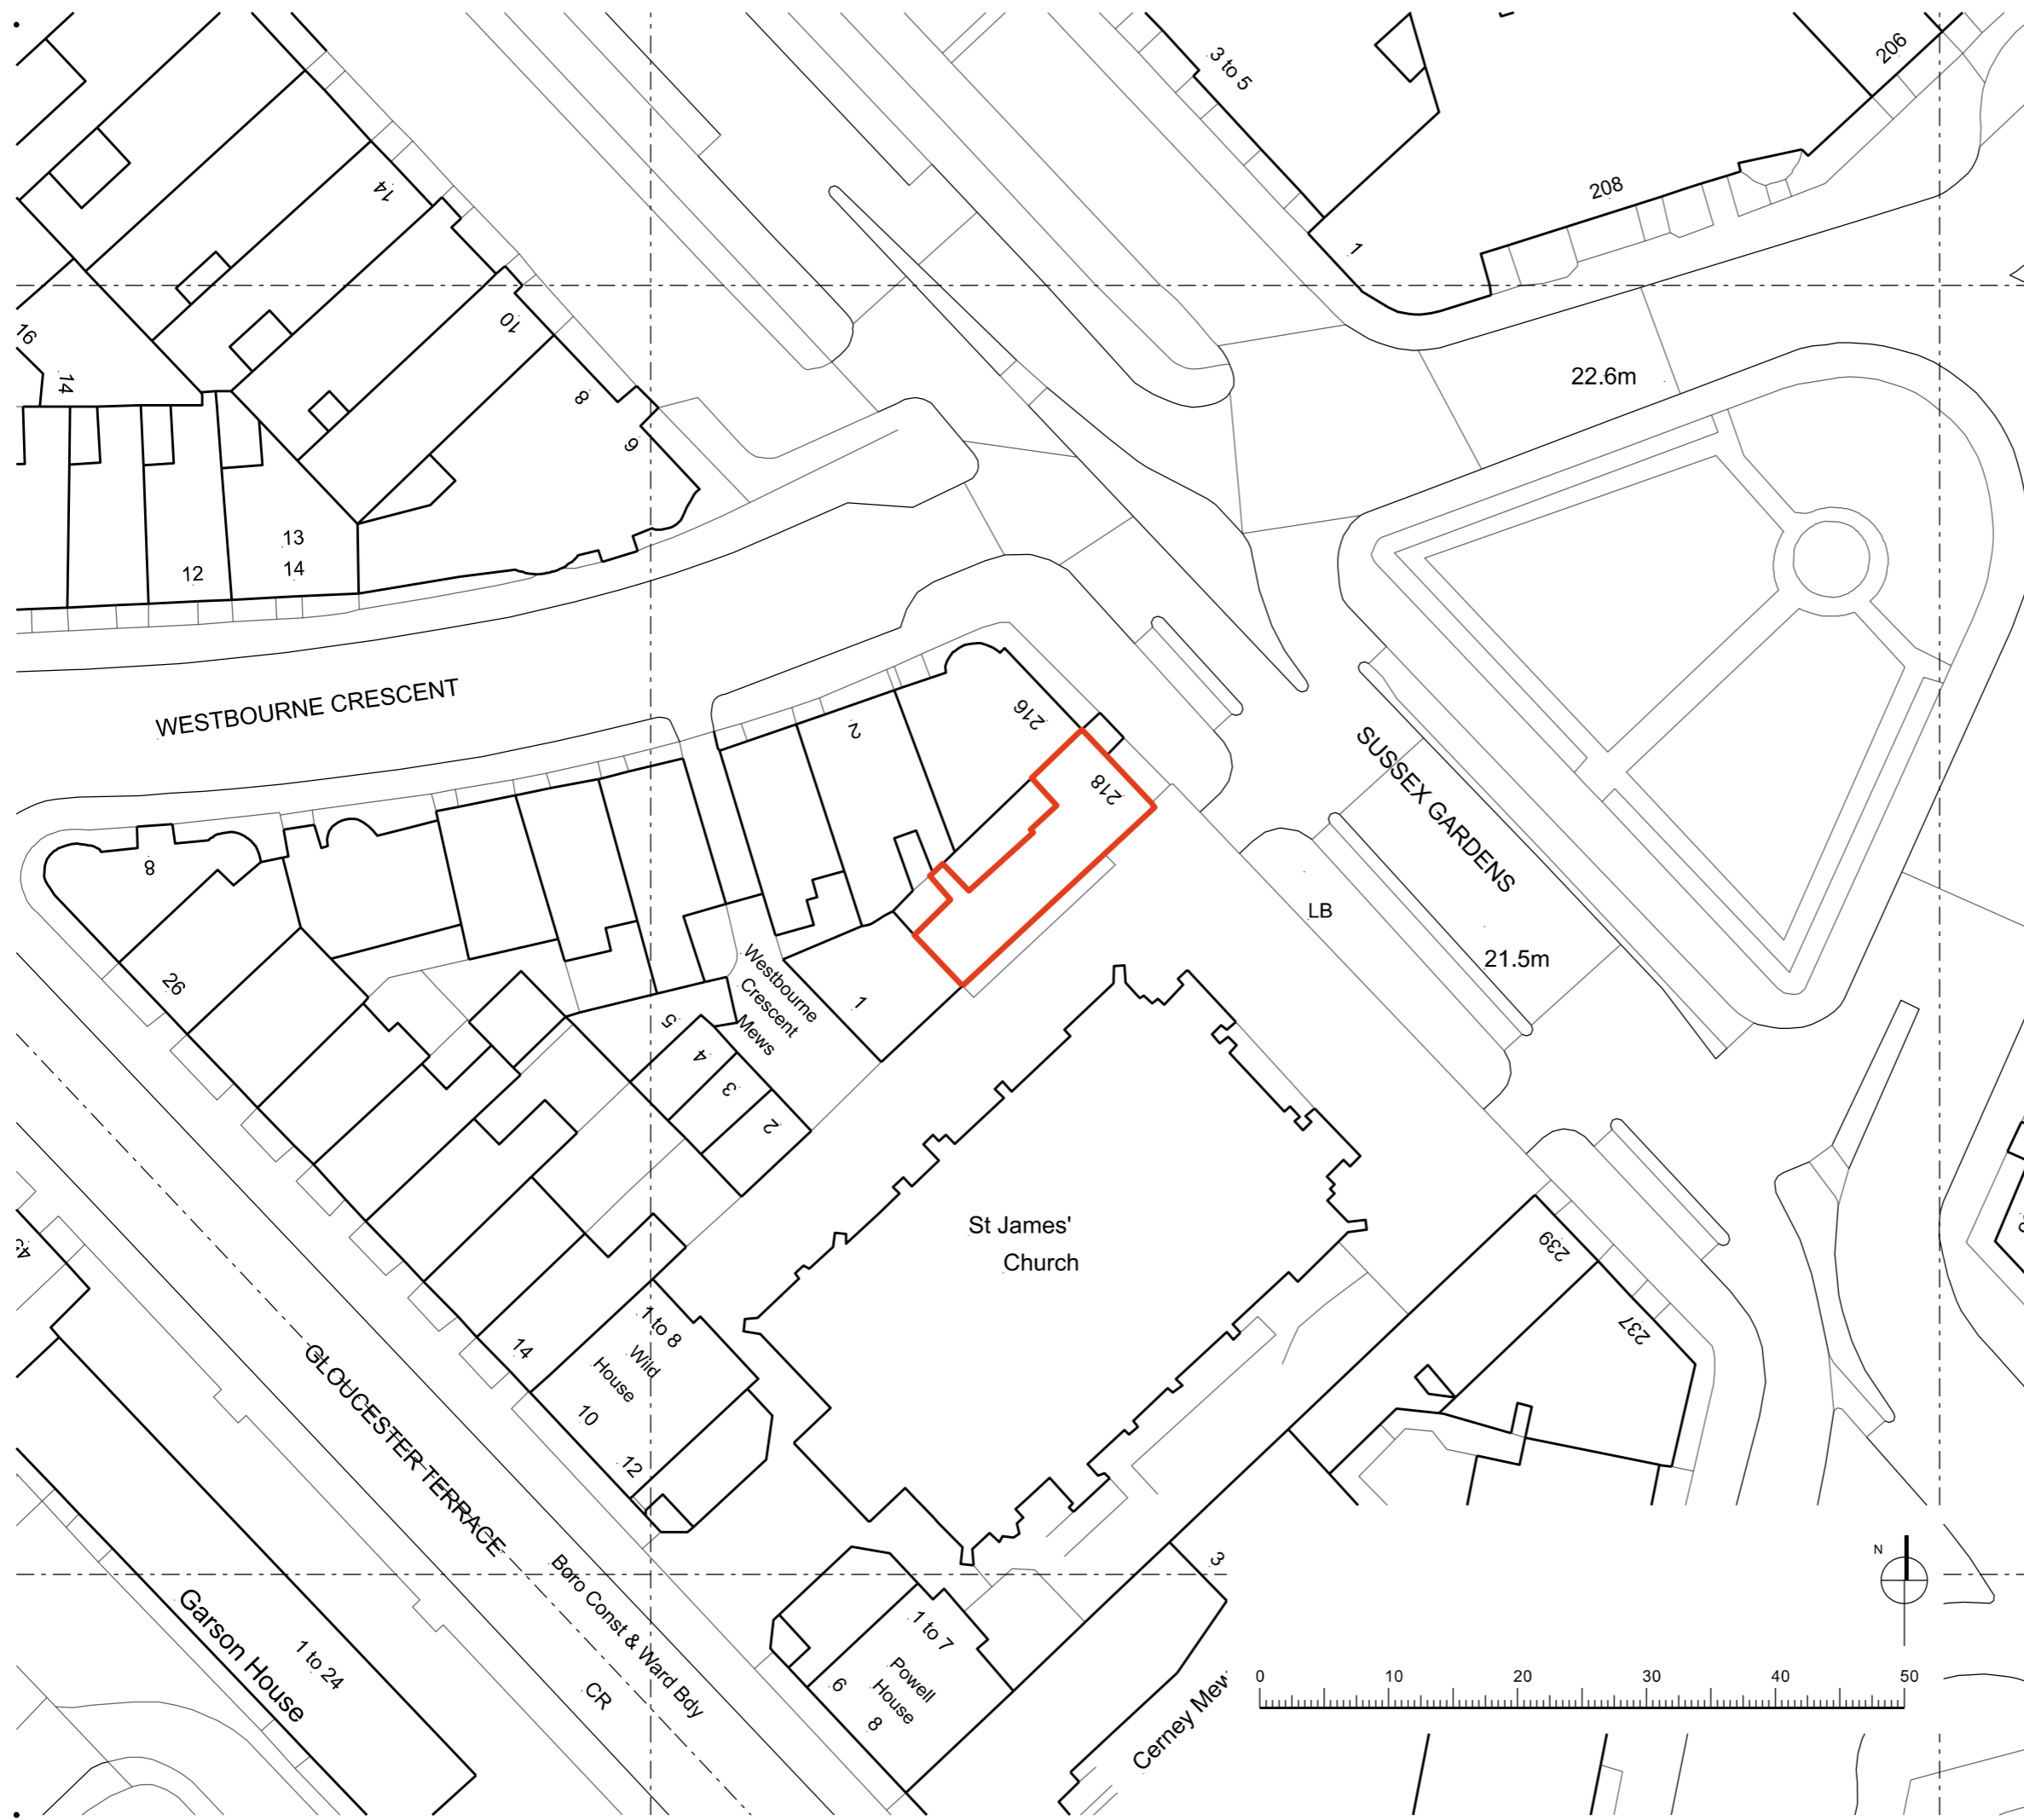 3 to 5
206
14
208
1
16
10
22.6m
14
8
9
13
12
14
WESTBOURNE CRESCENT
2
216
SUSSEX GARDENS
218
8
LB
21.5m
26
Westbourne
Crescent
Mews
1
5
4
3
2
St James'
Church
239
237
1 to 8
Wild
House
14
10
12
GLOUCESTER TERRACE
Boro Const & Ward Bdy
3
N
Garson House
1 to 24
CR
1 to 7
Powell
House
6
8
Cerney Mew
0 10 20 30 40 50